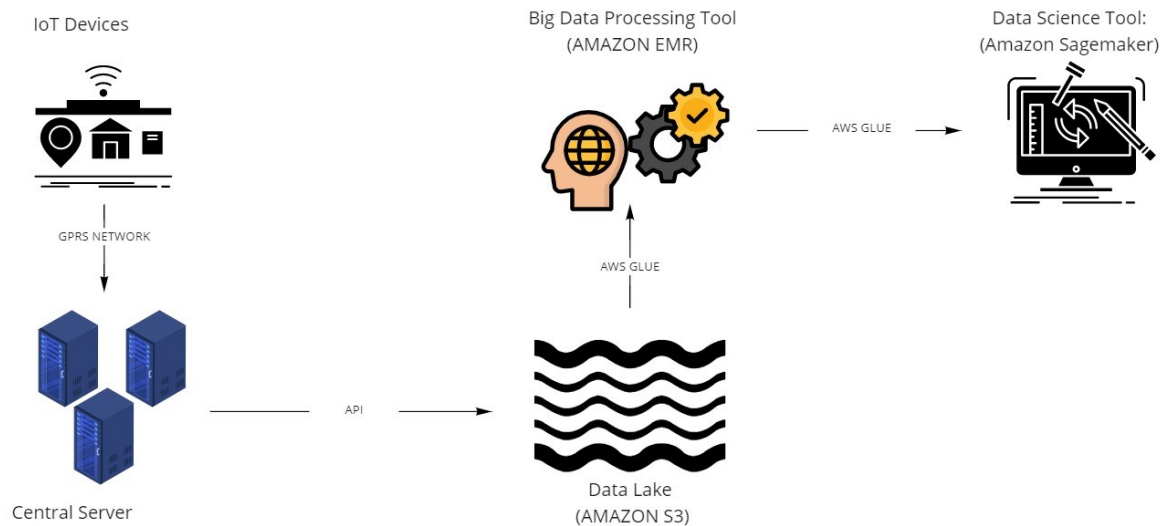 IoT Devices
GPRS NETWORK
Central Server
API
Data Lake
(AMAZON S3)
AWS GLUE
Big Data Processing Tool
(AMAZON EMR)
AWS GLUE
Data Science Tool:
(Amazon Sagemaker)